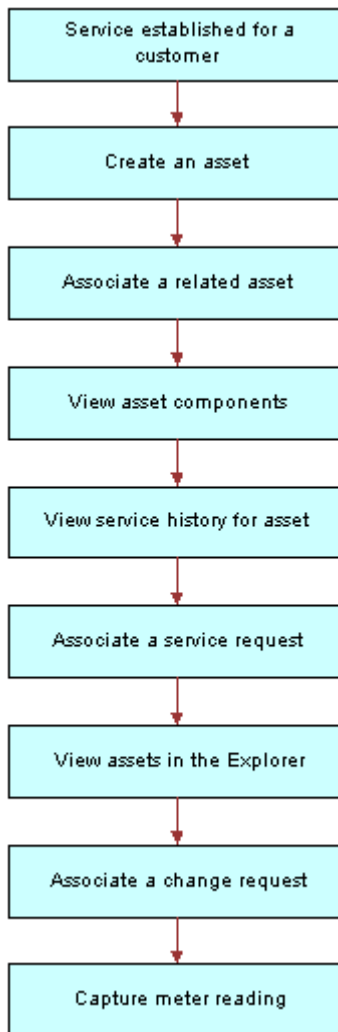 Service established for a
customer
Create an asset
Associate a related asset
View asset components
View service history for asset
Associate a service request
View assets in the Explorer
Associate a change request
Capture meter reading